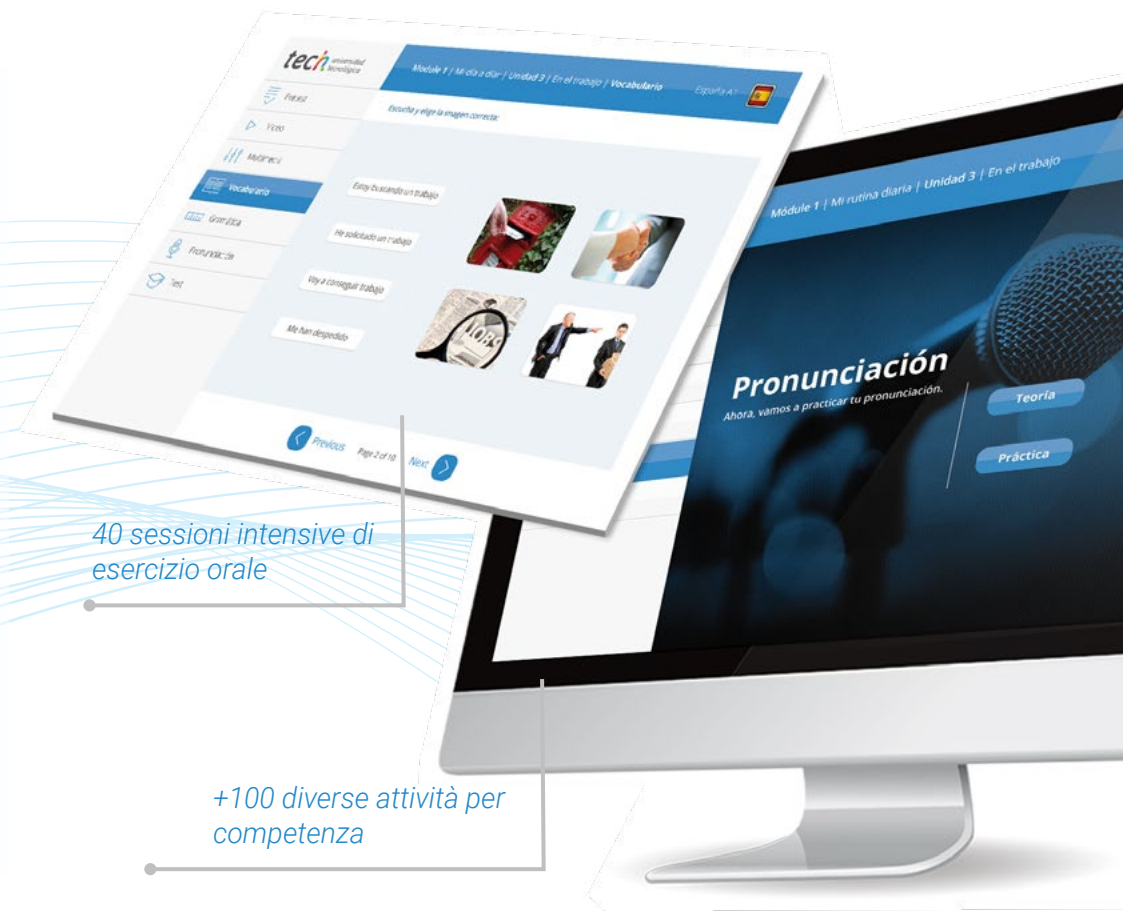 tech universidad
tecnológica
Module 1 | Mi día a díar | Unidad 3 | En el trabajo | Vocabulario
España A1
Escucha y elige la imagen correcta:
Vocabulario
Gramática
Pronunciación
Test
Estoy buscando un trabajo
He solicitado un trabajo
Voy a conseguir trabajo
Me han despedido
JOBS
Previous Page 2 of 10 Next
Módule 1 | Mi rutina diaria | Unidad 3 | En el trabajo
Pronunciación
Ahora, vamos a practicar tu pronunciación.
Teoría
Práctica
40 sessioni intensive di
esercizio orale
+100 diverse attività per
competenza